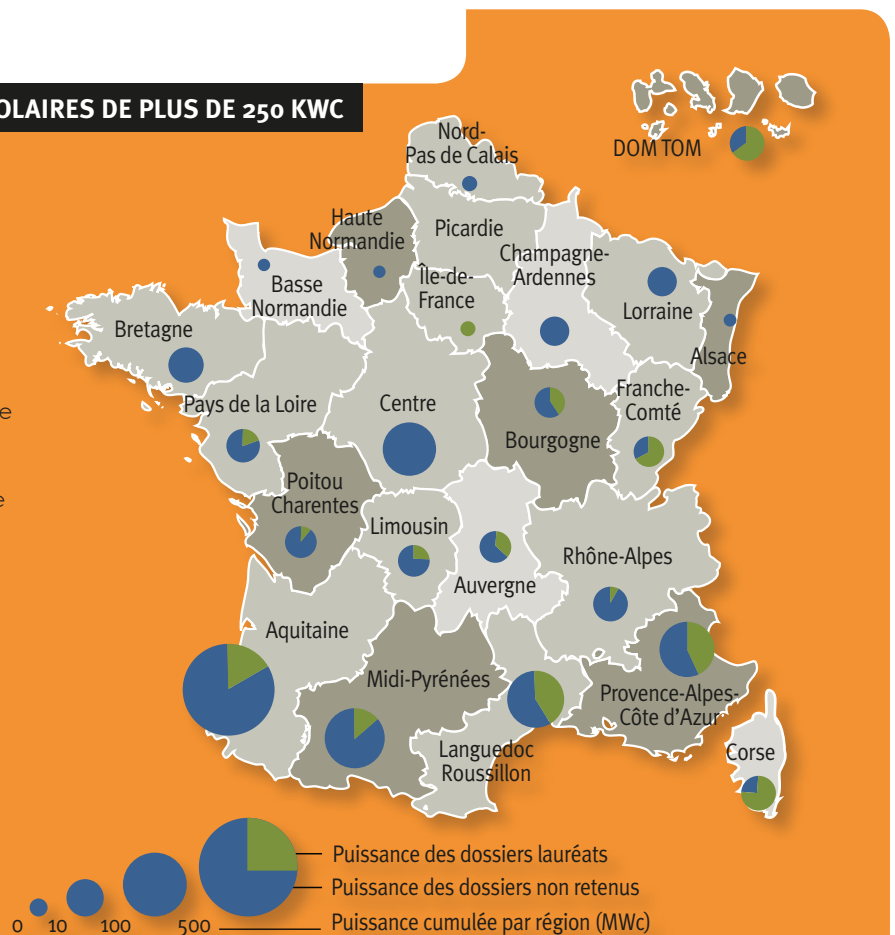 OLAIRES DE PLUS DE 250 KWC
Nord-
Pas de Calais
DOM TOM
Haute
Normandie
Picardie
Champagne-
Ardennes
Île-de-
France
Basse
Normandie
Lorraine
Bretagne
Alsace
Franche-
Comté
e
Pays de la Loire
Centre
Bourgogne
e
Poitou
Charentes
Limousin
Rhône-Alpes
Auvergne
Aquitaine
Midi-Pyrénées
Provence-Alpes-
Côte d'Azur
Languedoc
Roussillon
Corse
Puissance des dossiers lauréats
Puissance des dossiers non retenus
0 10 100 500
Puissance cumulée par région (MWc)